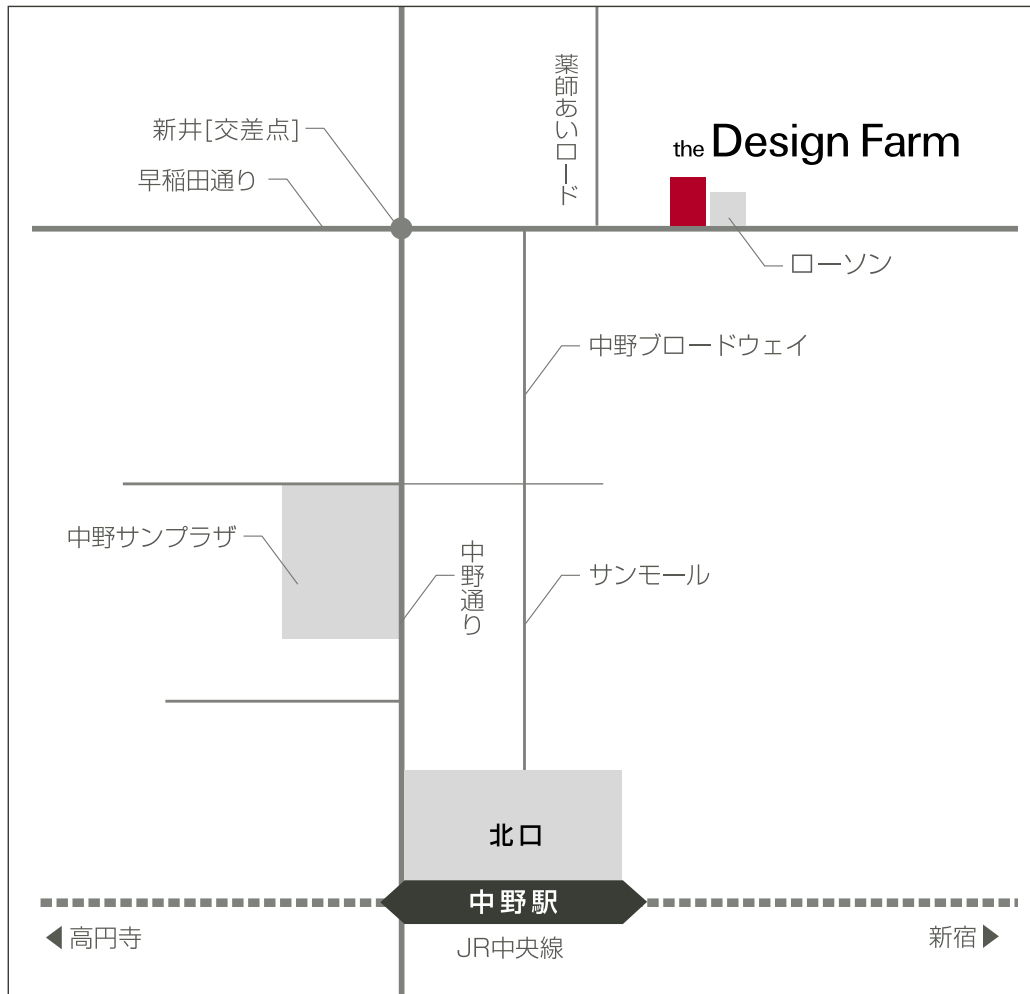 薬師あいロード
新井[交差点]
the Design Farm
早稲田通り
ローソン
中野ブロードウェイ
中野サンプラザ
中野通り
サンモール
北口
中野駅
◀高円寺
JR中央線
新宿▶